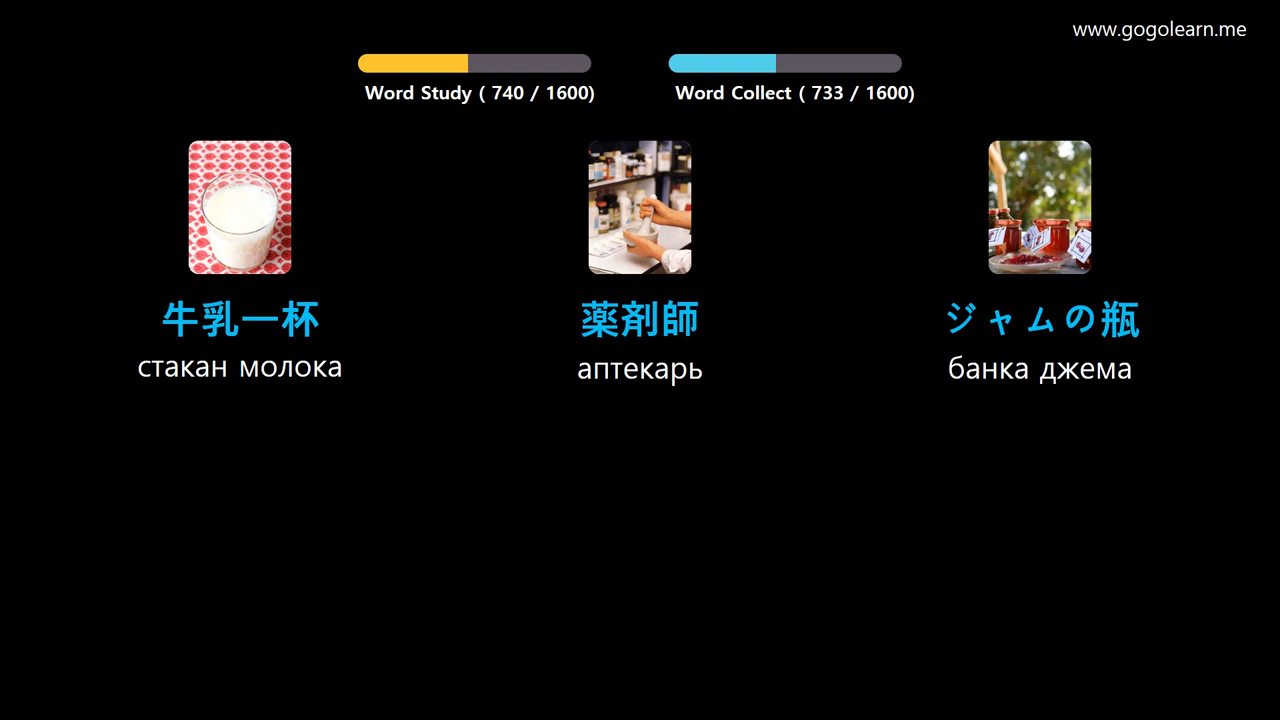 www.gogolearn.me
Word Study ( 740 / 1600)
Word Collect ( 733 / 1600)
牛乳一杯
стакан молока
薬剤師
аптекарь
ジャムの瓶
банка джема